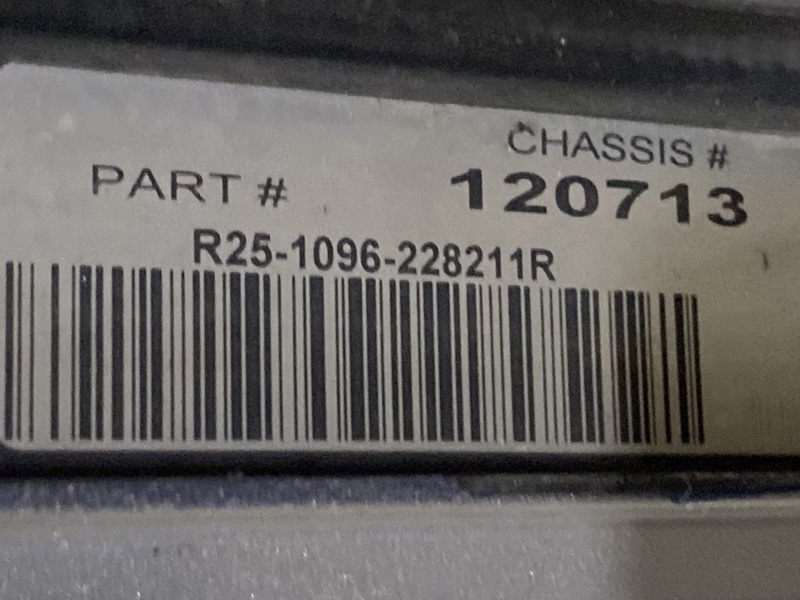 CHASSIS #
PART #
120713
R25-1096-228211R